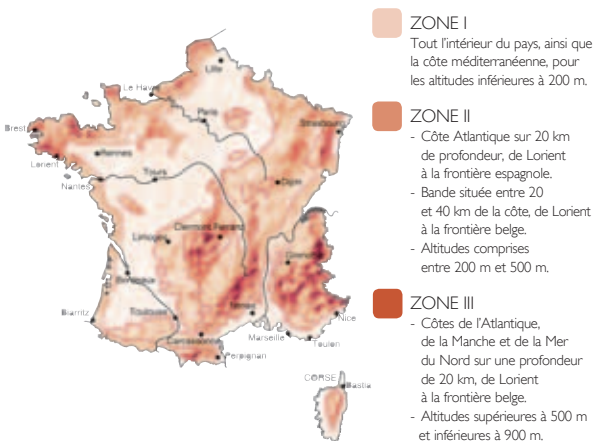 Lille
Le Havre
Paris
Strasbourg
Brest
Rennes
Lorient
Tours
Dijon
Nantes
Clermont Ferrand
Limoges
Grenoble
Bordeaux
Biarritz
Toulouse
Nimes
Nice
Carcassonne
Marseille
Toulon
Perpignan
CORSE
Bastia
ZONE I
Tout l'intérieur du pays, ainsi que
la côte méditerranéenne, pour
les altitudes inférieures à 200 m.
ZONE II
- Côte Atlantique sur 20 km
de profondeur, de Lorient
à la frontière espagnole.
- Bande située entre 20
et 40 km de la côte, de Lorient
à la frontière belge.
- Altitudes comprises
entre 200 m et 500 m.
ZONE III
- Côtes de l'Atlantique,
de la Manche et de la Mer
du Nord sur une profondeur
de 20 km, de Lorient
à la frontière belge.
- Altitudes supérieures à 500 m
et inférieures à 900 m.